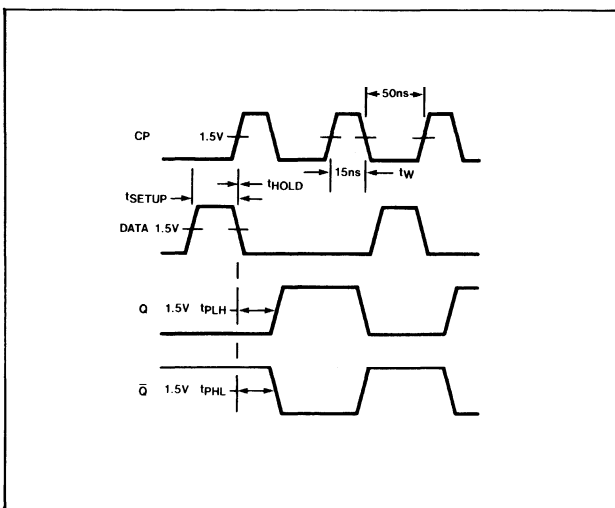 50ns
CP 1.5V
15ns tW
tHOLD
tSETUP
DATA 1.5V
Q 1.5V tPLH
Q̄ 1.5V tPHL